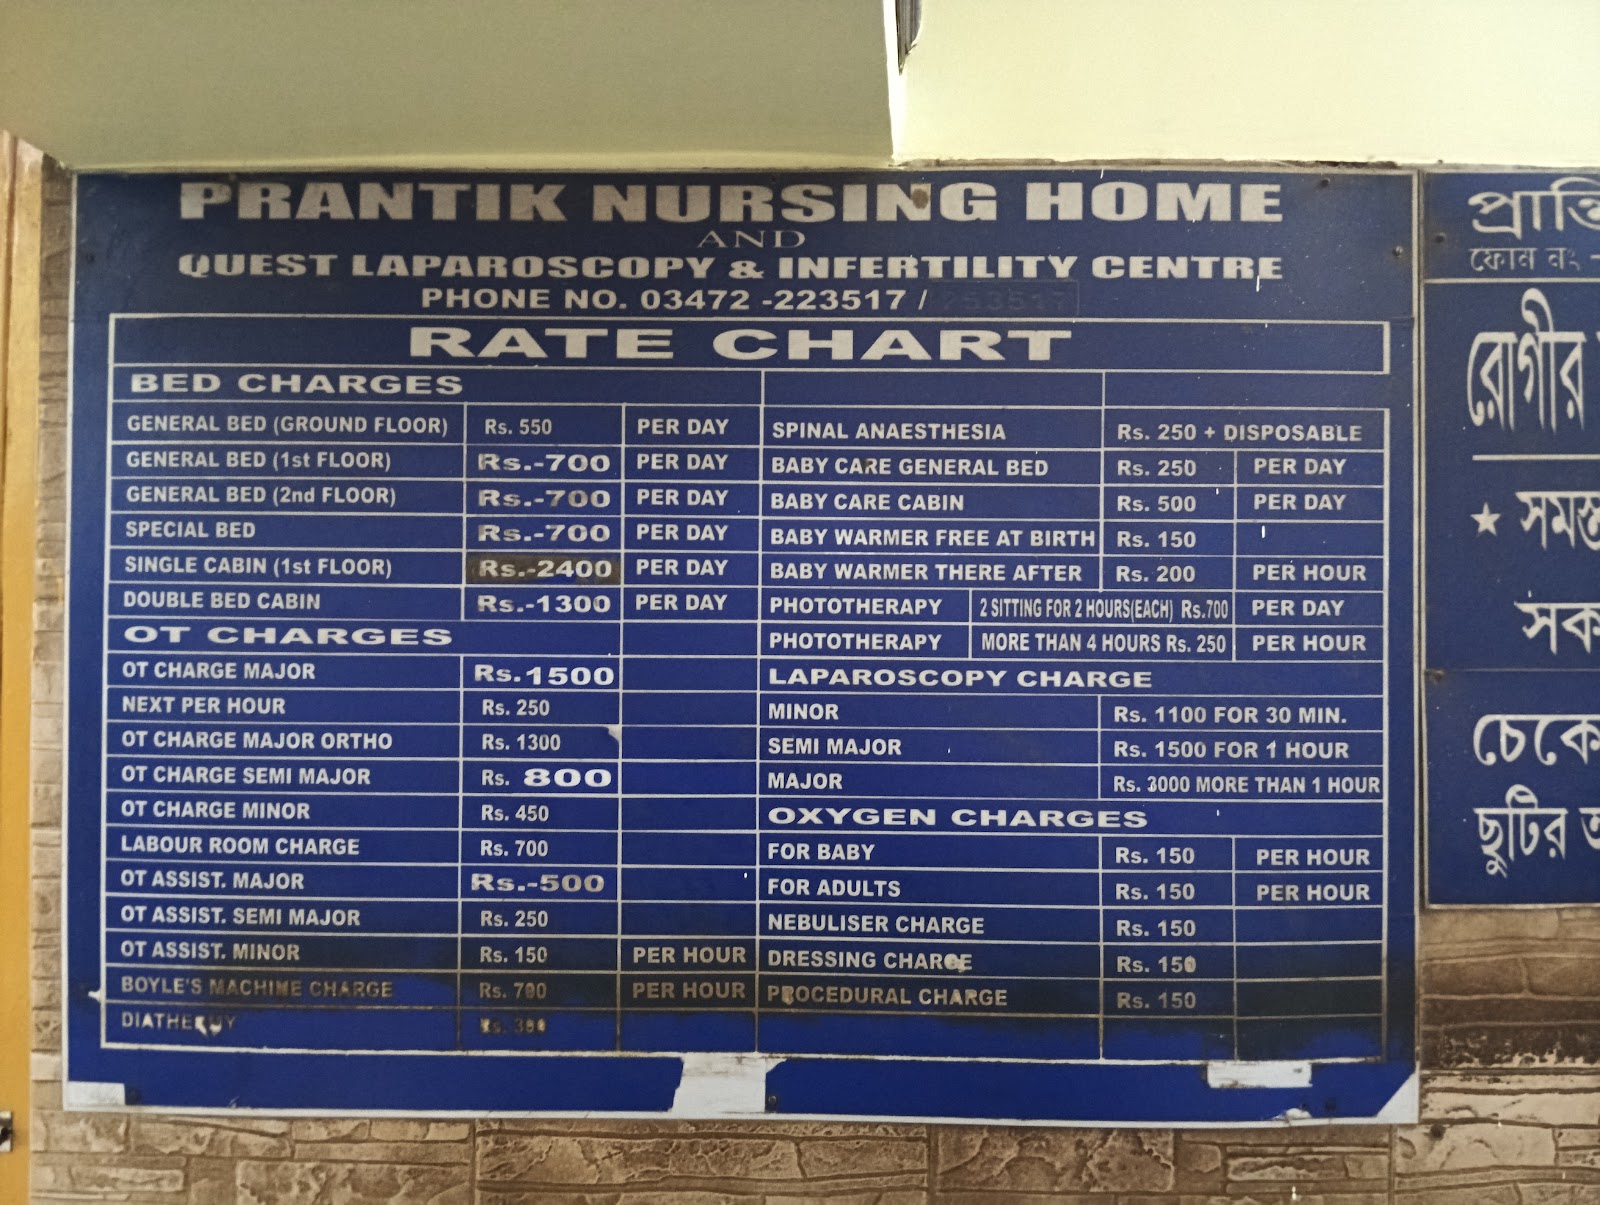 PRANTIK NURSING HOME
AND
QUEST LAPAROSCOPY & INFERTILITY CENTRE
PHONE NO. 03472 -223517 / 253517
RATE CHART
BED CHARGES
GENERAL BED (GROUND FLOOR) Rs. 550 PER DAY
GENERAL BED (1st FLOOR) Rs.-700 PER DAY
GENERAL BED (2nd FLOOR) Rs.-700 PER DAY
SPECIAL BED Rs.-700 PER DAY
SINGLE CABIN (1st FLOOR) Rs.-2400 PER DAY
DOUBLE BED CABIN Rs.-1300 PER DAY
OT CHARGES
OT CHARGE MAJOR Rs.1500
NEXT PER HOUR Rs. 250
OT CHARGE MAJOR ORTHO Rs. 1300
OT CHARGE SEMI MAJOR Rs. 800
OT CHARGE MINOR Rs. 450
LABOUR ROOM CHARGE Rs. 700
OT ASSIST. MAJOR Rs.-500
OT ASSIST. SEMI MAJOR Rs. 250
OT ASSIST. MINOR Rs. 150 PER HOUR
BOYLE'S MACHINE CHARGE Rs. 700 PER HOUR
DIATHERMY Rs. 300
SPINAL ANAESTHESIA Rs. 250 + DISPOSABLE
BABY CARE GENERAL BED Rs. 250 PER DAY
BABY CARE CABIN Rs. 500 PER DAY
BABY WARMER FREE AT BIRTH Rs. 150
BABY WARMER THERE AFTER Rs. 200 PER HOUR
PHOTOTHERAPY 2 SITTING FOR 2 HOURS(EACH) Rs.700 PER DAY
PHOTOTHERAPY MORE THAN 4 HOURS Rs. 250 PER HOUR
LAPAROSCOPY CHARGE
MINOR Rs. 1100 FOR 30 MIN.
SEMI MAJOR Rs. 1500 FOR 1 HOUR
MAJOR Rs. 3000 MORE THAN 1 HOUR
OXYGEN CHARGES
FOR BABY Rs. 150 PER HOUR
FOR ADULTS Rs. 150 PER HOUR
NEBULISER CHARGE Rs. 150
DRESSING CHARGE Rs. 150
PROCEDURAL CHARGE Rs. 150
ফোন নং -
রোগীর
★ সমস্ত
ছুটির